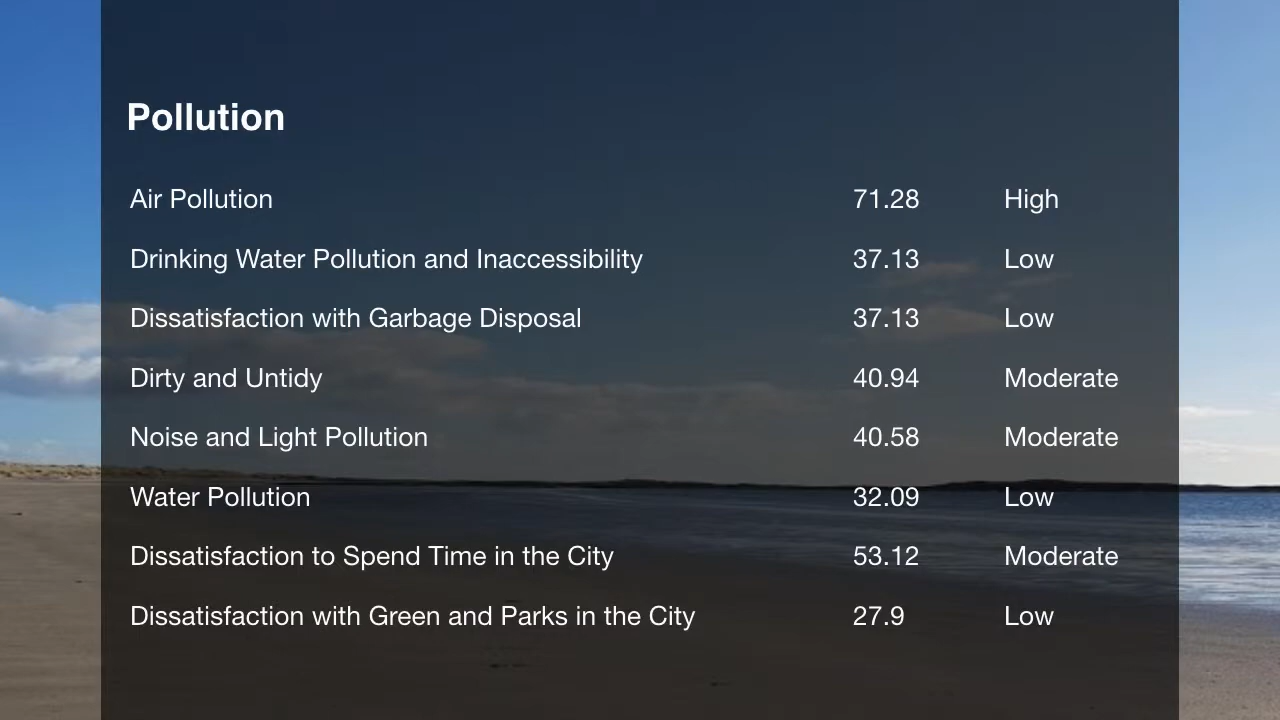 Pollution
Air Pollution 71.28 High
Drinking Water Pollution and Inaccessibility 37.13 Low
Dissatisfaction with Garbage Disposal 37.13 Low
Dirty and Untidy 40.94 Moderate
Noise and Light Pollution 40.58 Moderate
Water Pollution 32.09 Low
Dissatisfaction to Spend Time in the City 53.12 Moderate
Dissatisfaction with Green and Parks in the City 27.9 Low